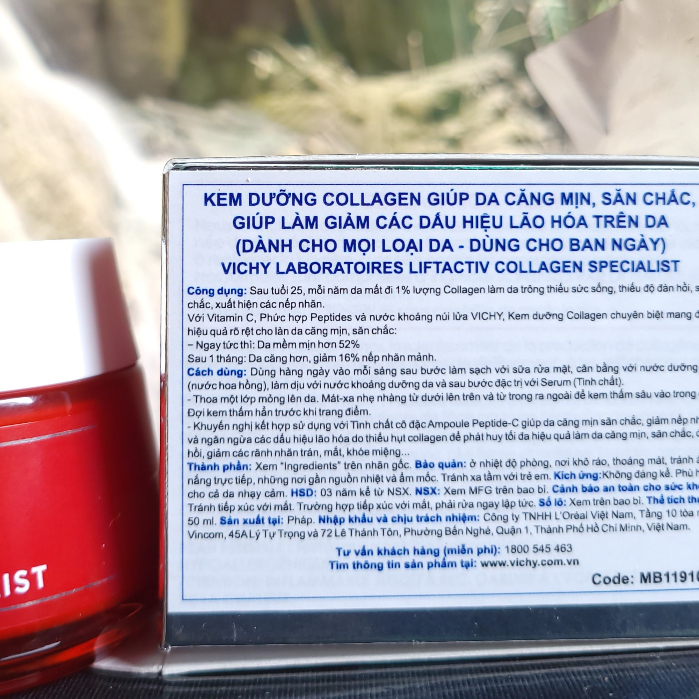 KEM DƯỠNG COLLAGEN GIÚP DA CĂNG MỊN, SĂN CHẮC,
GIÚP LÀM GIẢM CÁC DẤU HIỆU LÃO HÓA TRÊN DA
(DÀNH CHO MỌI LOẠI DA - DÙNG CHO BAN NGÀY)
VICHY LABORATOIRES LIFTACTIV COLLAGEN SPECIALIST
Công dụng: Sau tuổi 25, mỗi năm da mất đi 1% lượng Collagen làm da trông thiếu sức sống, thiếu độ đàn hồi, s
chắc, xuất hiện các nếp nhăn.
Với Vitamin C, Phức hợp Peptides và nước khoáng núi lửa VICHY, Kem dưỡng Collagen chuyên biệt mang đ
hiệu quả rõ rệt cho làn da căng mịn, săn chắc:
– Ngay tức thì: Da mềm mịn hơn 52%
Sau 1 tháng: Da căng hơn, giảm 16% nếp nhăn mảnh.
Cách dùng: Dùng hàng ngày vào mỗi sáng sau bước làm sạch với sữa rửa mặt, cân bằng với nước dưỡng
(nước hoa hồng), làm dịu với nước khoáng dưỡng da và sau bước đặc trị với Serum (Tinh chất).
- Thoa một lớp mỏng lên da. Mát-xa nhẹ nhàng từ dưới lên trên và từ trong ra ngoài để kem thấm sâu vào trong
Đợi kem thấm hẳn trước khi trang điểm.
- Khuyến nghị kết hợp sử dụng với Tinh chất cô đặc Ampoule Peptide-C giúp da căng mịn săn chắc, giảm nếp nh
và ngăn ngừa các dấu hiệu lão hóa do thiếu hụt collagen để phát huy tối đa hiệu quả làm da căng mịn, săn chắc,
hồi, giảm các rãnh nhăn trán, mắt, khóe miệng...
Thành phần: Xem "Ingredients" trên nhãn gốc. Bảo quản: ở nhiệt độ phòng, nơi khô ráo, thoáng mát, tránh á
nắng trực tiếp, những nơi gần nguồn nhiệt và ẩm mốc. Tránh xa tầm với trẻ em. Kích ứng: Không đáng kể. Phù h
cho cả da nhạy cảm. HSD: 03 năm kể từ NSX. NSX: Xem MFG trên bao bì. Cảnh báo an toàn cho sức kh
Tránh tiếp xúc với mắt. Trường hợp tiếp xúc với mắt, phải rửa ngay lập tức. Số lô: Xem trên bao bì. Thể tích th
50 ml. Sản xuất tại: Pháp. Nhập khẩu và chịu trách nhiệm: Công ty TNHH L'Oréal Việt Nam, Tầng 10 tòa
Vincom, 45A Lý Tự Trọng và 72 Lê Thánh Tôn, Phường Bến Nghé, Quận 1, Thành Phố Hồ Chí Minh, Việt Nam.
Tư vấn khách hàng (miễn phí): 1800 545 463
Tìm thông tin sản phẩm tại: www.vichy.com.vn
Code: MB11910
IST